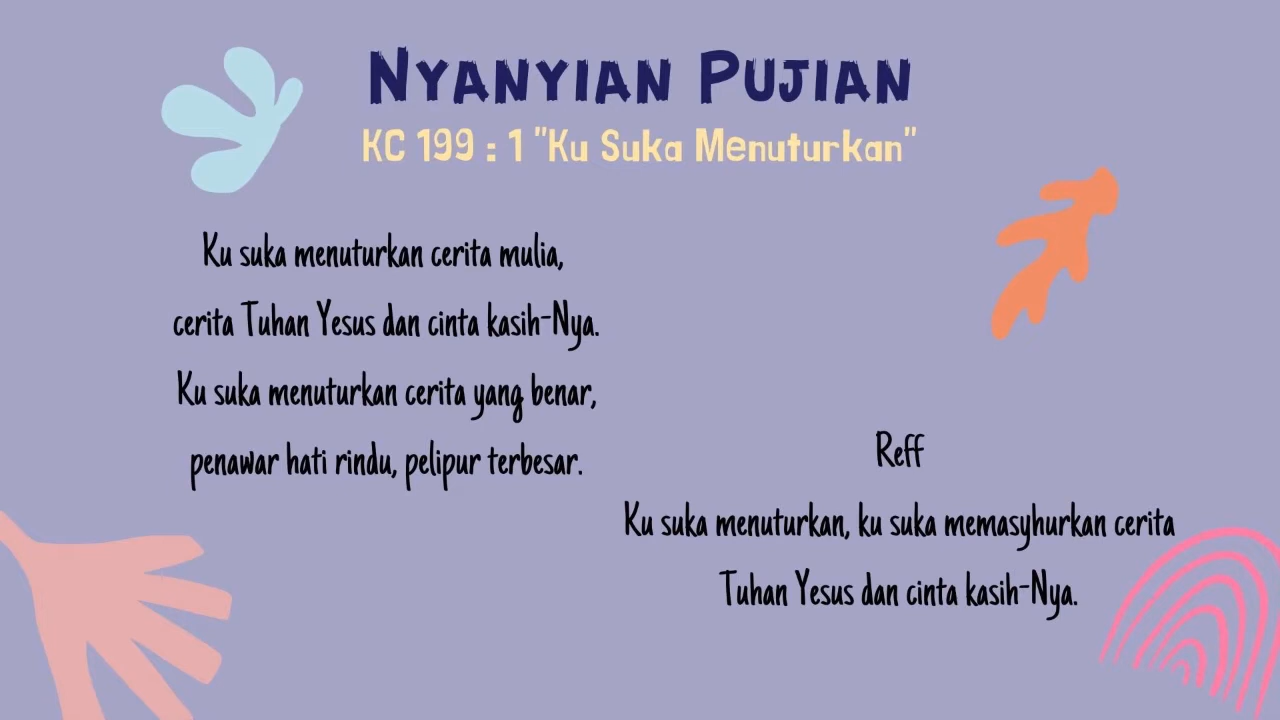 Nyanyian Pujian
KC 199 : 1 "Ku Suka Menuturkan"
Ku suka menuturkan cerita mulia,
cerita Tuhan Yesus dan cinta kasih-Nya.
Ku suka menuturkan cerita yang benar,
penawar hati rindu, pelipur terbesar.
Reff
Ku suka menuturkan, ku suka memasyhurkan cerita
Tuhan Yesus dan cinta kasih-Nya.